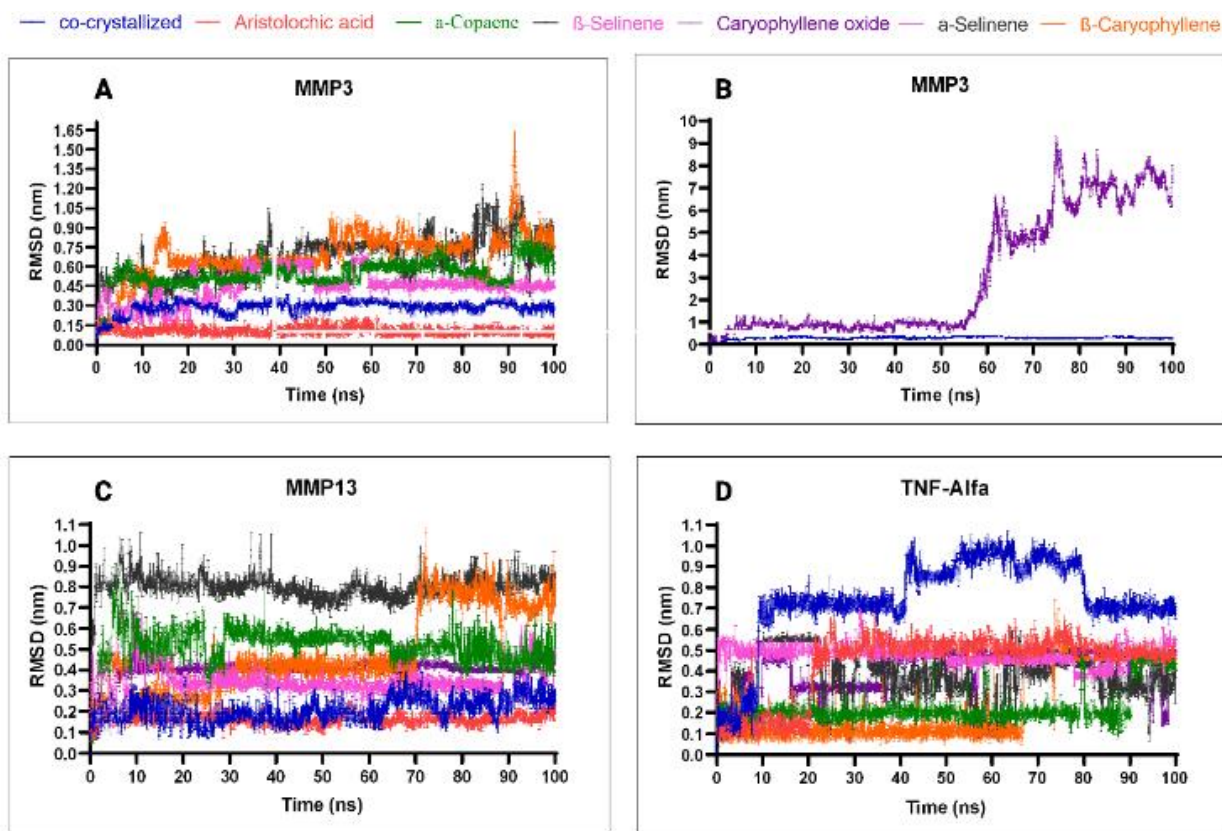 co-crystallized Aristolochic acid a-Copaene ß-Selinene Caryophyllene oxide a-Selinene ß-Caryophyllene
A
MMP3
RMSD (nm)
1.65
1.50
1.35
1.20
1.05
0.90
0.75
0.60
0.45
0.30
0.15
0.00
0 10 20 30 40 50 60 70 80 90 100
Time (ns)
B
MMP3
RMSD (nm)
10
9
8
7
6
5
4
3
2
1
0
0 10 20 30 40 50 60 70 80 90 100
Time (ns)
C
MMP13
RMSD (nm)
1.1
1.0
0.9
0.8
0.7
0.6
0.5
0.4
0.3
0.2
0.1
0.0
0 10 20 30 40 50 60 70 80 90 100
Time (ns)
D
TNF-Alfa
RMSD (nm)
1.1
1.0
0.9
0.8
0.7
0.6
0.5
0.4
0.3
0.2
0.1
0.0
0 10 20 30 40 50 60 70 80 90 100
Time (ns)